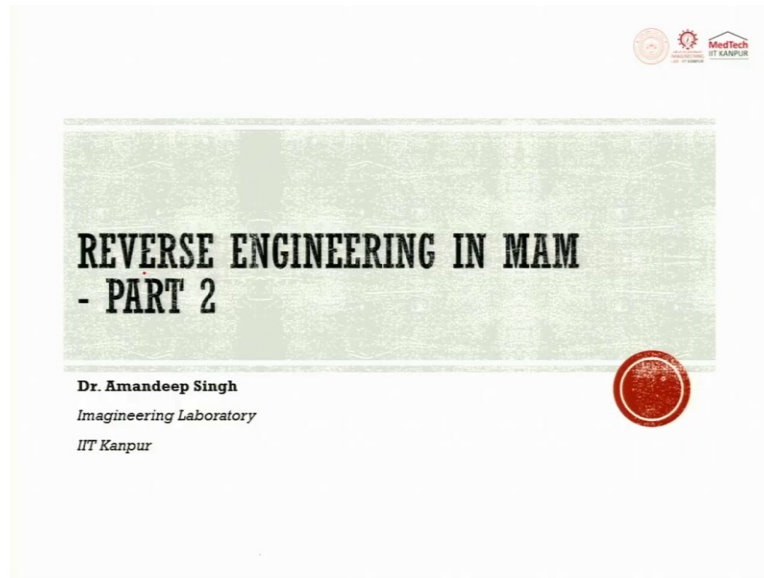 MedTech
IIT KANPUR
REVERSE ENGINEERING IN MAM
- PART 2
Dr. Amandeep Singh
Imagineering Laboratory
IIT Kanpur